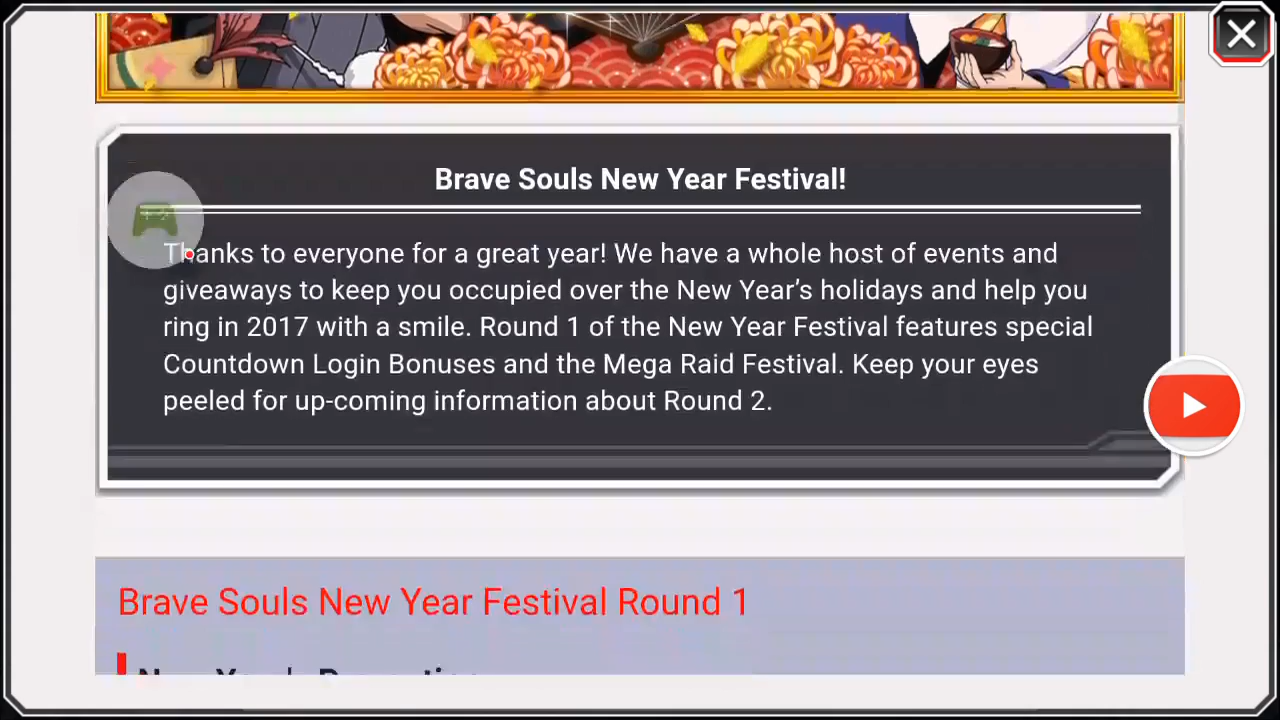 Brave Souls New Year Festival!
Thanks to everyone for a great year! We have a whole host of events and
giveaways to keep you occupied over the New Year’s holidays and help you
ring in 2017 with a smile. Round 1 of the New Year Festival features special
Countdown Login Bonuses and the Mega Raid Festival. Keep your eyes
peeled for up-coming information about Round 2.
Brave Souls New Year Festival Round 1